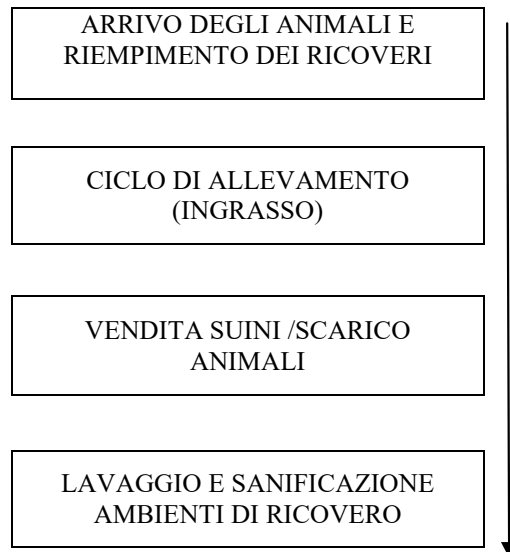 ARRIVO DEGLI ANIMALI E
RIEMPIMENTO DEI RICOVERI
CICLO DI ALLEVAMENTO
(INGRASSO)
VENDITA SUINI /SCARICO
ANIMALI
LAVAGGIO E SANIFICAZIONE
AMBIENTI DI RICOVERO